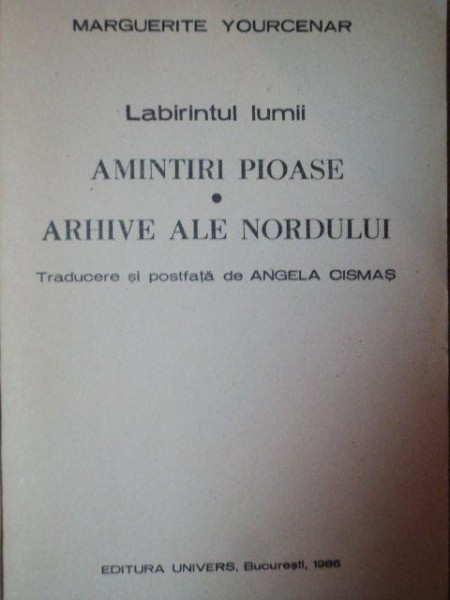 MARGUERITE YOURCENAR
Labirintul lumii
AMINTIRI PIOASE
•
ARHIVE ALE NORDULUI
Traducere și postfață de ANGELA CISMAȘ
EDITURA UNIVERS, București, 1986